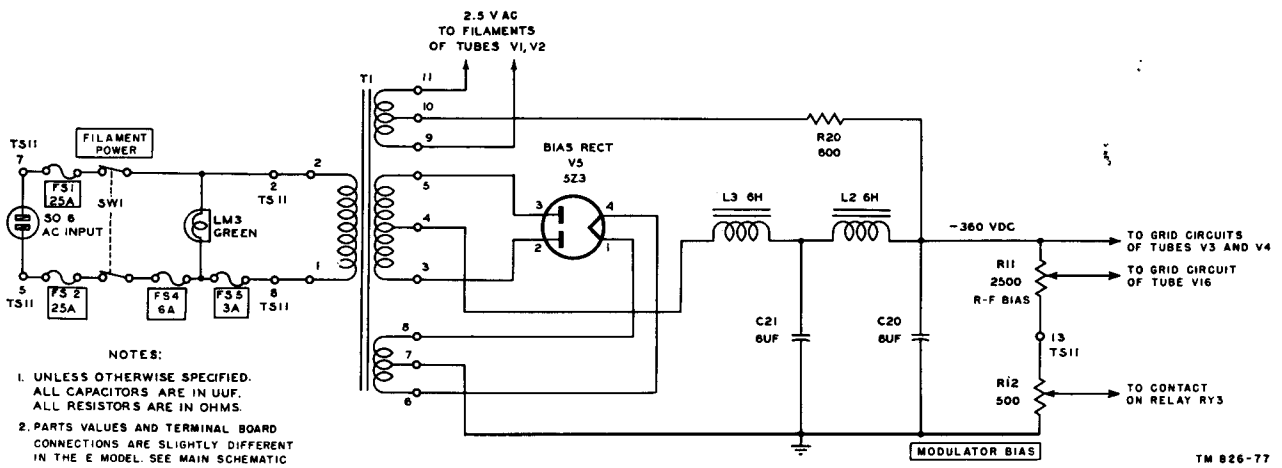 2.5 V AC
TO FILAMENTS
OF TUBES V1, V2
T1
11
10
9
R20
600
BIAS RECT
V5
5Z3
FILAMENT
POWER
TS11
7
FS1
25A
SW1
SO 6
AC INPUT
LM3
GREEN
2
TS11
2
1
5
4
3
3
4
2
1
L3 6H
L2 6H
-360 VDC
TO GRID CIRCUITS
OF TUBES V3 AND V4
TO GRID CIRCUIT
OF TUBE V16
R11
2500
R-F BIAS
5
TS11
FS 2
25A
FS4
6A
FS5
3A
8
TS11
8
7
6
C21
8UF
C20
8UF
13
TS11
R12
500
TO CONTACT
ON RELAY RY3
NOTES:
1. UNLESS OTHERWISE SPECIFIED.
ALL CAPACITORS ARE IN UUF.
ALL RESISTORS ARE IN OHMS.
2. PARTS VALUES AND TERMINAL BOARD
CONNECTIONS ARE SLIGHTLY DIFFERENT
IN THE E MODEL. SEE MAIN SCHEMATIC
MODULATOR BIAS
TM 826-77